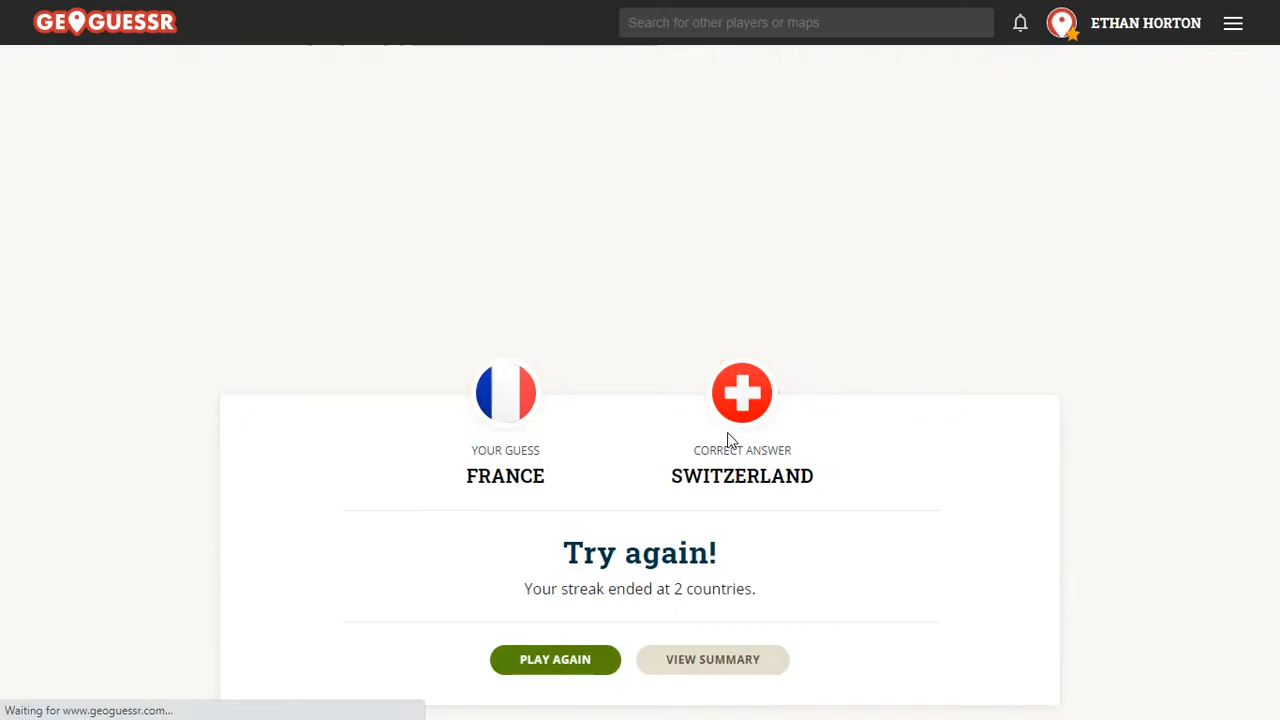 GEOGUESSR
Search for other players or maps
ETHAN HORTON
YOUR GUESS
FRANCE
CORRECT ANSWER
SWITZERLAND
Try again!
Your streak ended at 2 countries.
PLAY AGAIN
VIEW SUMMARY
Waiting for www.geoguessr.com...